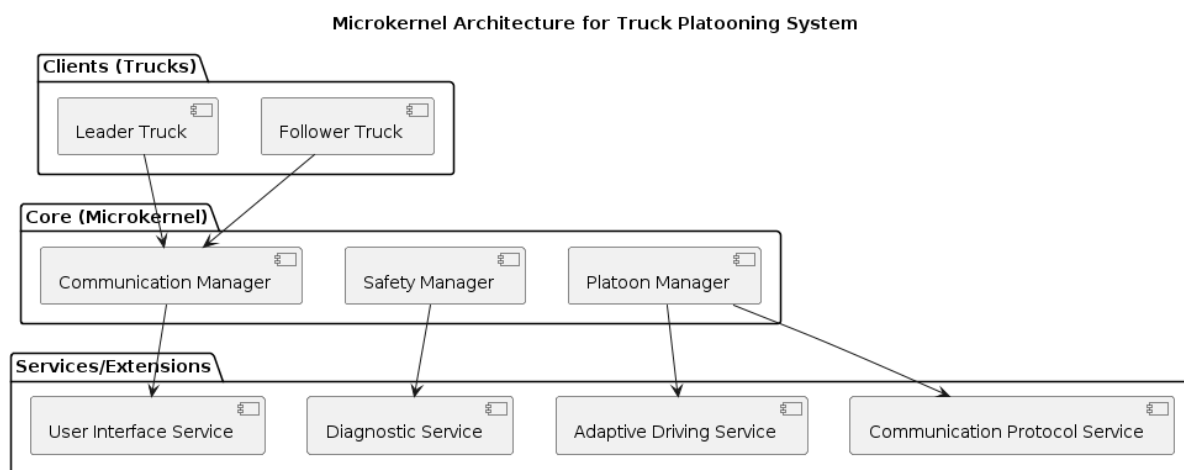 Microkernel Architecture for Truck Platooning System
Clients (Trucks)
Leader Truck
Follower Truck
Core (Microkernel)
Communication Manager
Safety Manager
Platoon Manager
Services/Extensions
User Interface Service
Diagnostic Service
Adaptive Driving Service
Communication Protocol Service